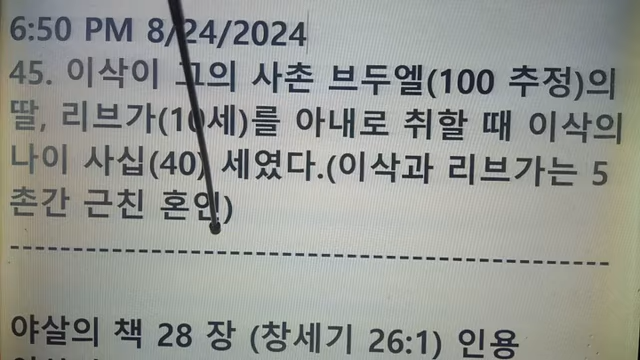 6:50 PM 8/24/2024
45. 이삭이 그의 사촌 브두엘(100 추정)의
딸, 리브가(10세)를 아내로 취할 때 이삭의
나이 사십(40) 세였다.(이삭과 리브가는 5
촌간 근친 혼인)
--------------------------------------------------
야살의 책 28 장 (창세기 26:1) 인용